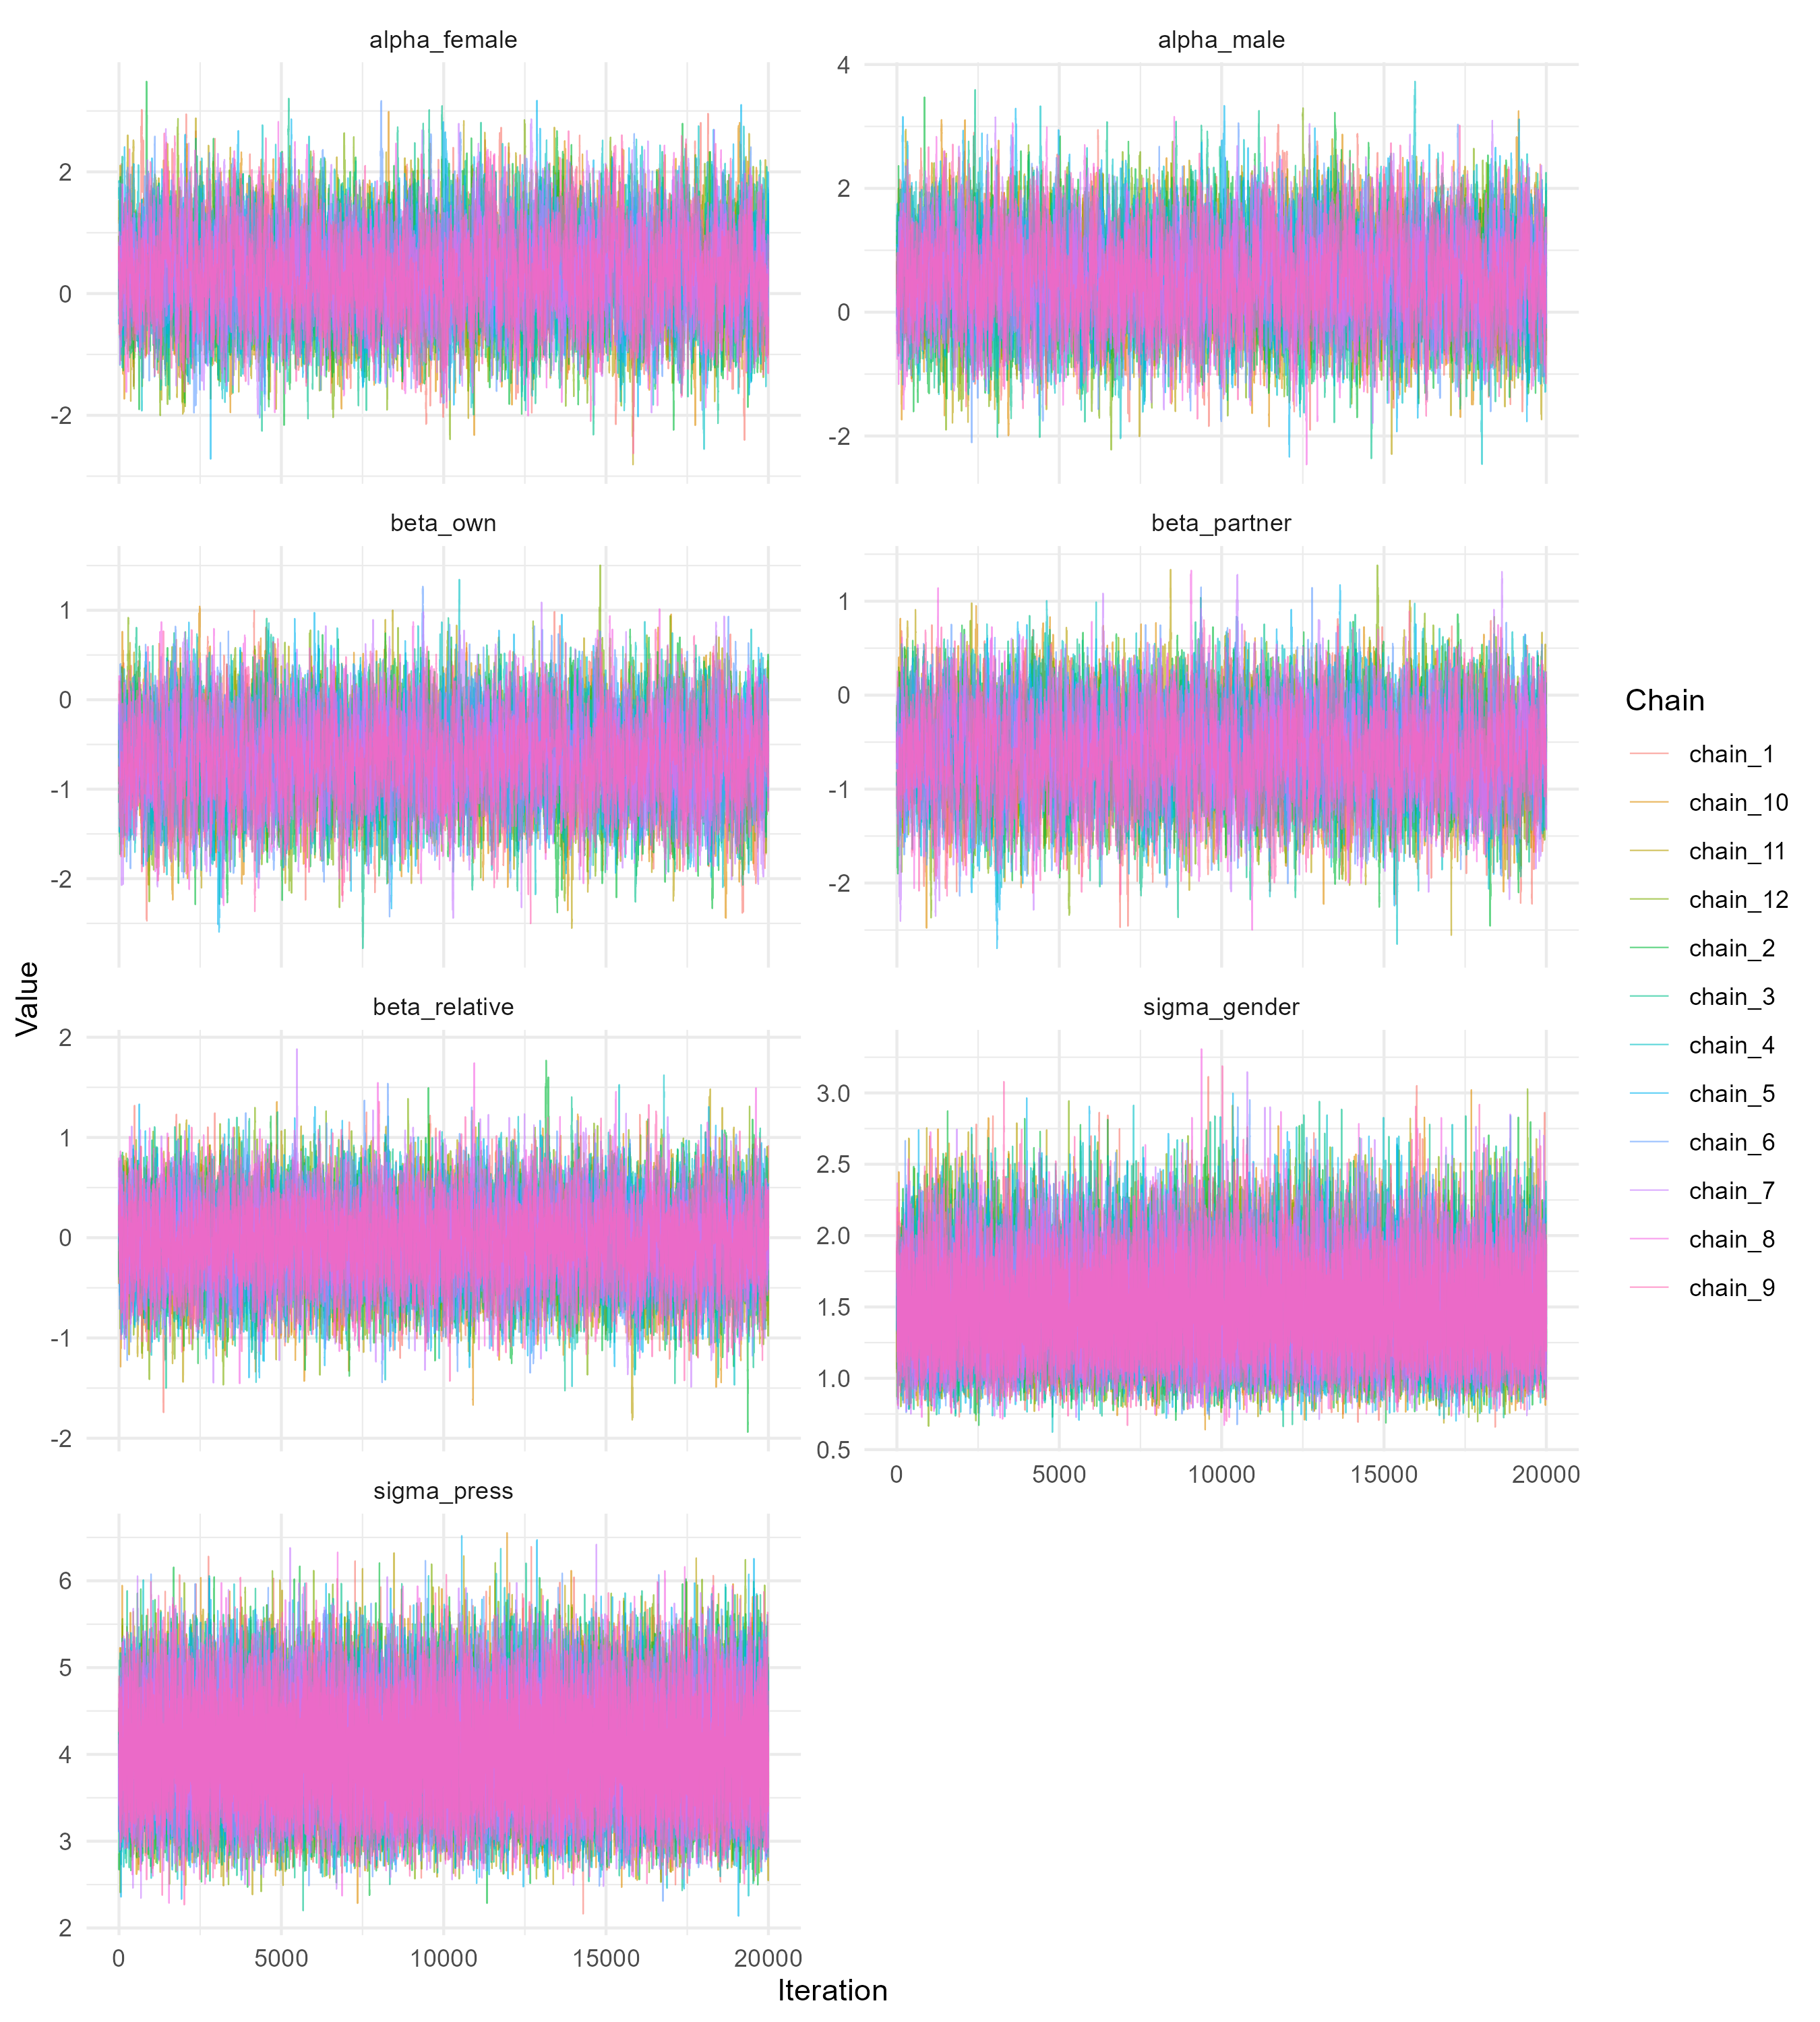 alpha_female
alpha_male
2
0
-2
4
2
0
-2
beta_own
beta_partner
1
0
-1
-2
1
0
-1
-2
beta_relative
sigma_gender
2
1
0
-1
-2
3.0
2.5
2.0
1.5
1.0
0.5
0 5000 10000 15000 20000
sigma_press
6
5
4
3
2
0 5000 10000 15000 20000
Iteration
Value
Chain
chain_1
chain_10
chain_11
chain_12
chain_2
chain_3
chain_4
chain_5
chain_6
chain_7
chain_8
chain_9